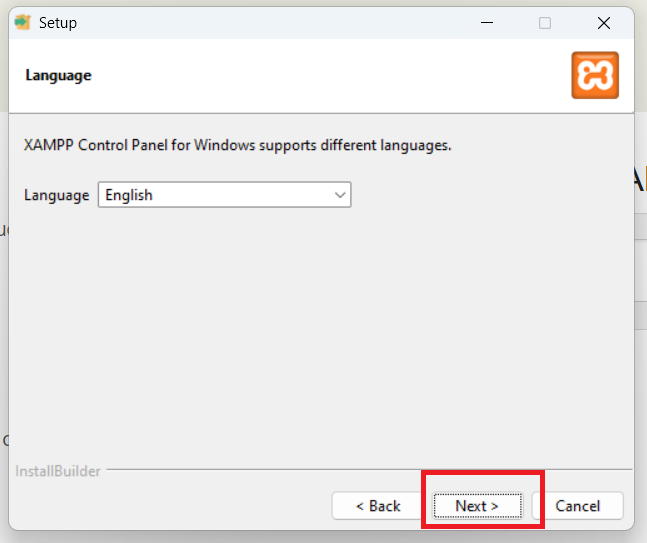 Setup
Language
XAMPP Control Panel for Windows supports different languages.
Language English
InstallBuilder
< Back Next > Cancel